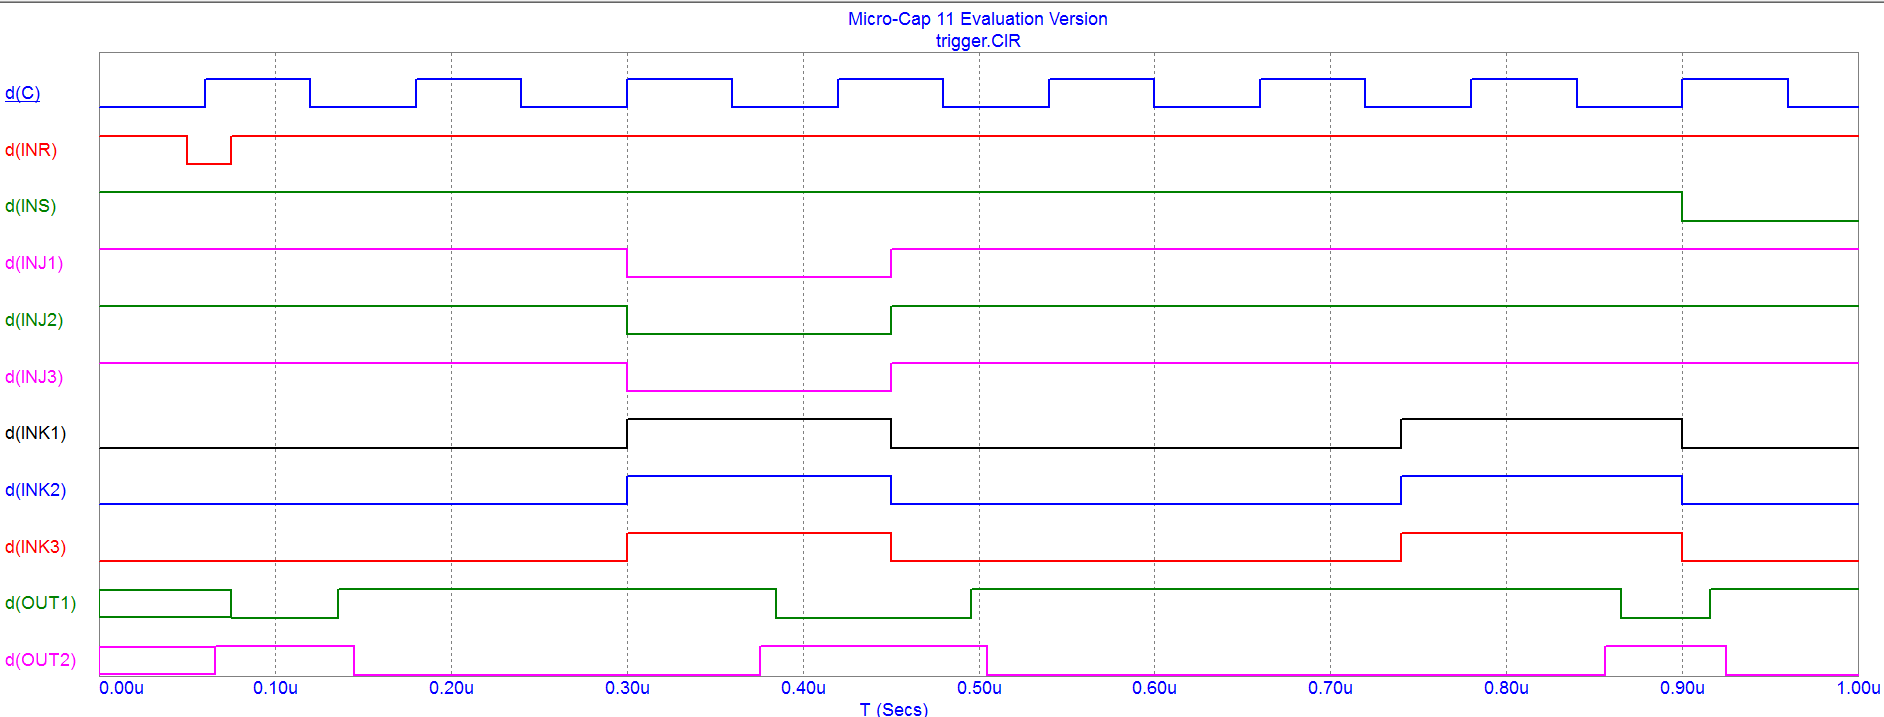 Micro-Cap 11 Evaluation Version
trigger.CIR
d(C)
d(INR)
d(INS)
d(INJ1)
d(INJ2)
d(INJ3)
d(INK1)
d(INK2)
d(INK3)
d(OUT1)
d(OUT2)
0.00u 0.10u 0.20u 0.30u 0.40u 0.50u 0.60u 0.70u 0.80u 0.90u 1.00u
T (Secs)